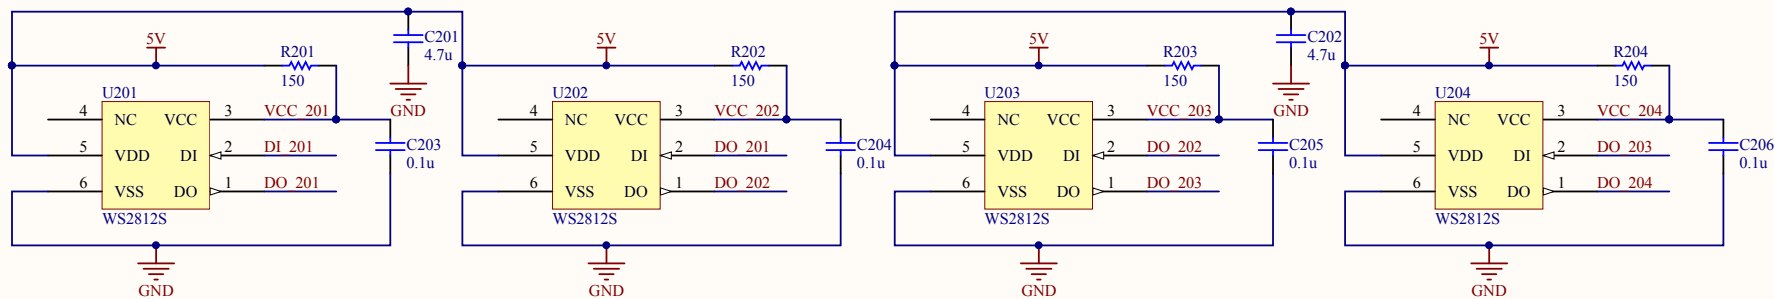 5V
R201
150
C201
4.7u
GND
U201
4 NC VCC 3 VCC_201
5 VDD DI 2 DI_201
6 VSS DO 1 DO_201
WS2812S
C203
0.1u
GND
5V
R202
150
U202
4 NC VCC 3 VCC_202
5 VDD DI 2 DO_201
6 VSS DO 1 DO_202
WS2812S
C204
0.1u
GND
5V
R203
150
C202
4.7u
GND
U203
4 NC VCC 3 VCC_203
5 VDD DI 2 DO_202
6 VSS DO 1 DO_203
WS2812S
C205
0.1u
GND
5V
R204
150
U204
4 NC VCC 3 VCC_204
5 VDD DI 2 DO_203
6 VSS DO 1 DO_204
WS2812S
C206
0.1u
GND